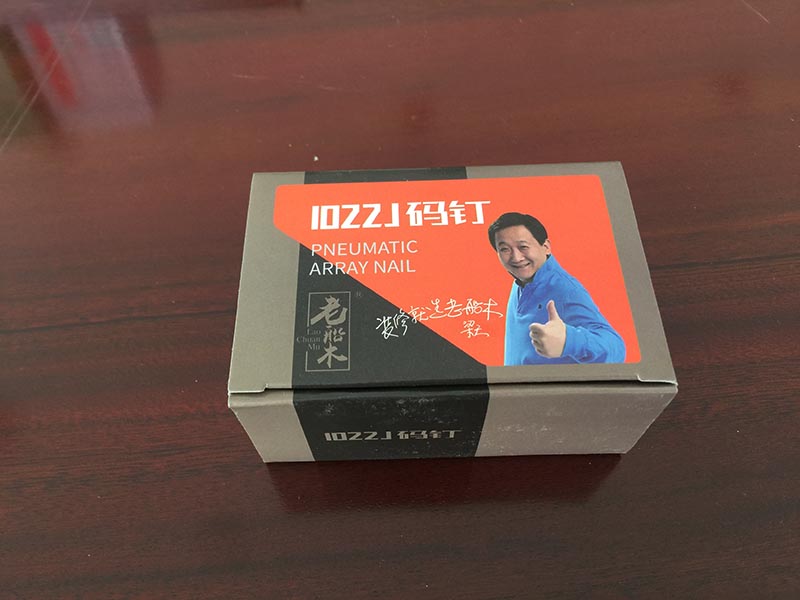 1022J码钉
PNEUMATIC
ARRAY NAIL
装修就选老船木
®
老船木
Lao
Chuan
Mu
1022J码钉